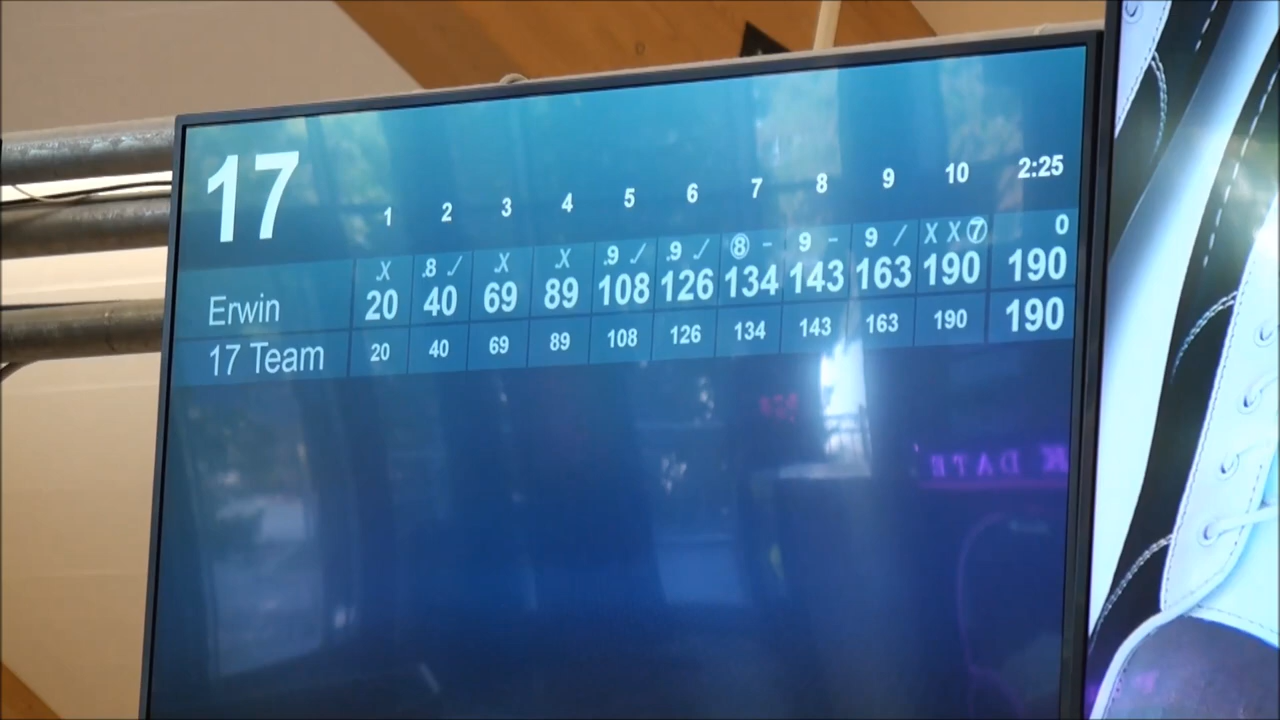 17
1 2 3 4 5 6 7 8 9 10 2:25
X .8 / X X .9 / .9 / ⑧ - 9 - 9 / X X ⑦ 0
Erwin 20 40 69 89 108 126 134 143 163 190 190
17 Team 20 40 69 89 108 126 134 143 163 190 190